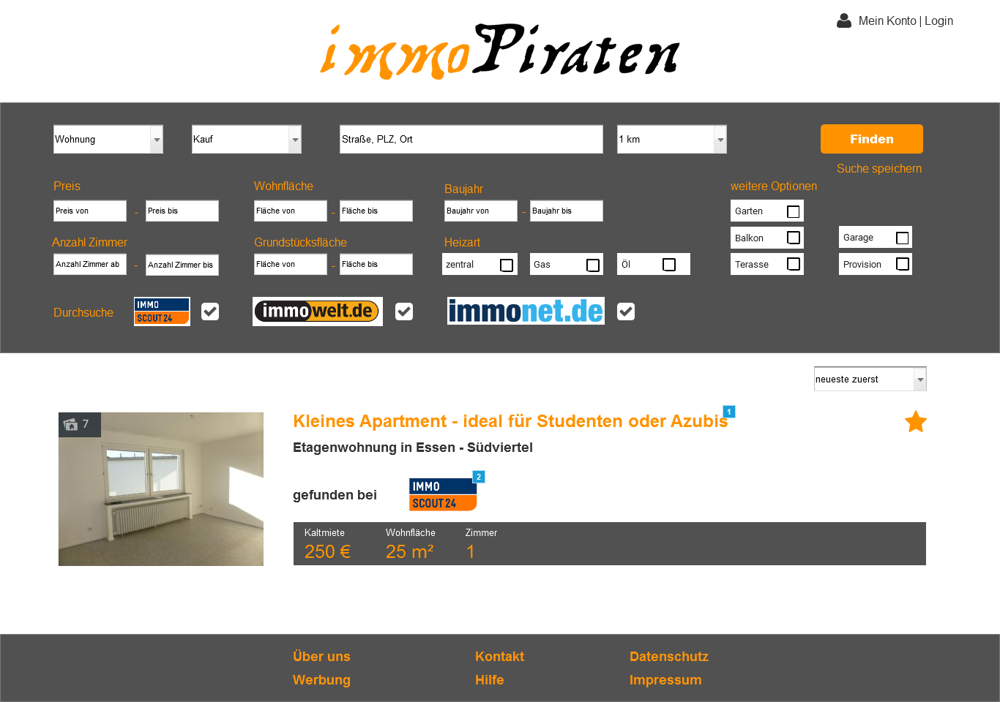 Mein Konto | Login
immoPiraten
Wohnung
Kauf
Straße, PLZ, Ort
1 km
Finden
Suche speichern
Preis
Wohnfläche
Baujahr
weitere Optionen
Preis von - Preis bis
Fläche von - Fläche bis
Baujahr von - Baujahr bis
Garten
Balkon
Garage
Anzahl Zimmer
Grundstücksfläche
Heizart
Anzahl Zimmer ab - Anzahl Zimmer bis
Fläche von - Fläche bis
zentral
Gas
Öl
Terasse
Provision
Durchsuche
IMMO
SCOUT24
immowelt.de
immonet.de
neueste zuerst
7
Kleines Apartment - ideal für Studenten oder Azubis
1
Etagenwohnung in Essen - Südviertel
gefunden bei
IMMO
SCOUT24
2
Kaltmiete
Wohnfläche
Zimmer
250 €
25 m²
1
Über uns
Kontakt
Datenschutz
Werbung
Hilfe
Impressum